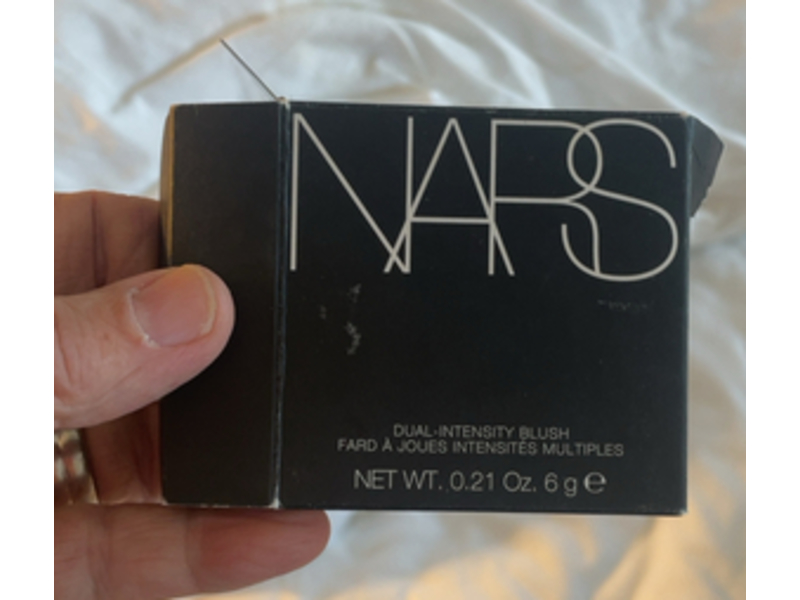 NARS
DUAL-INTENSITY BLUSH
FARD À JOUES INTENSITÉS MULTIPLES
NET WT. 0.21 Oz. 6 g ℮